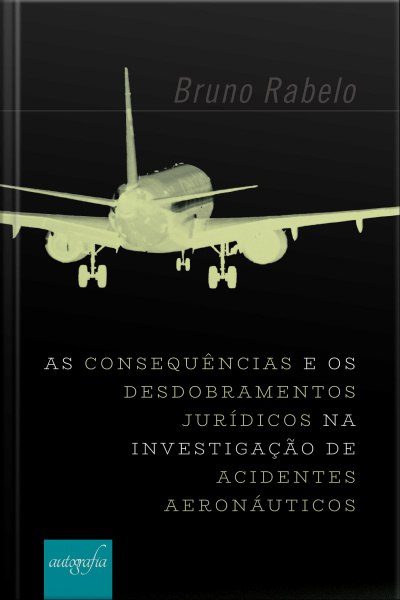 Bruno Rabelo
AS CONSEQUÊNCIAS E OS
DESDOBRAMENTOS
JURÍDICOS NA
INVESTIGAÇÃO DE
ACIDENTES
AERONÁUTICOS
autografia